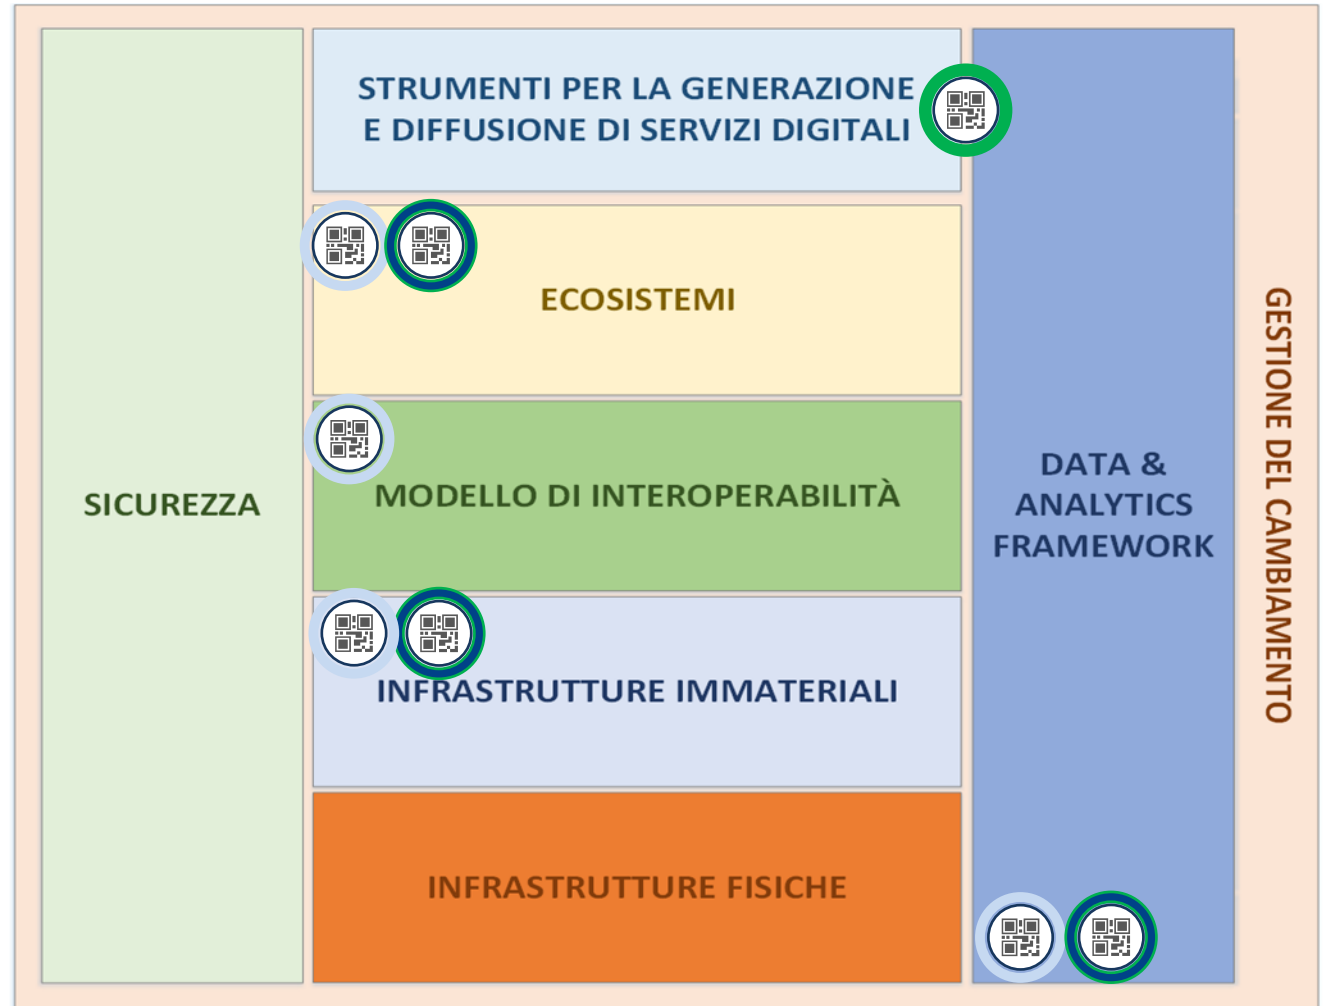 STRUMENTI PER LA GENERAZIONE
E DIFFUSIONE DI SERVIZI DIGITALI
ECOSISTEMI
SICUREZZA
MODELLO DI INTEROPERABILITÀ
INFRASTRUTTURE IMMATERIALI
INFRASTRUTTURE FISICHE
DATA &
ANALYTICS
FRAMEWORK
GESTIONE DEL CAMBIAMENTO